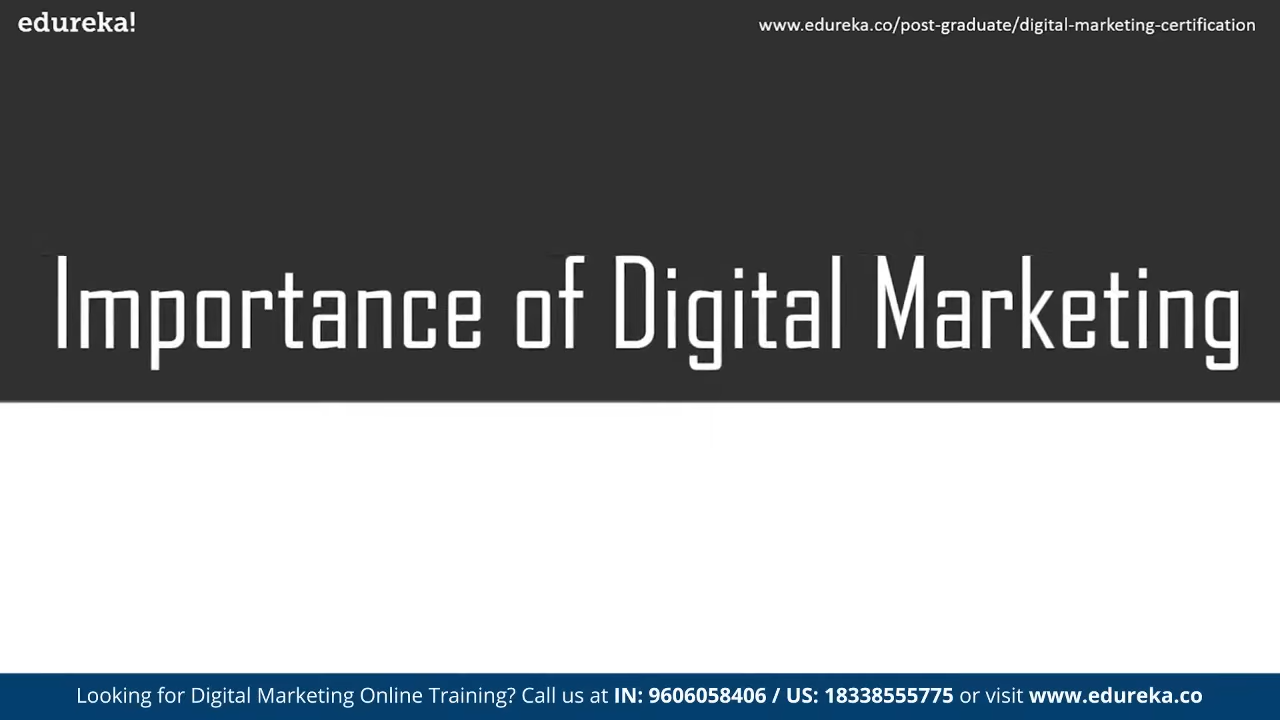 edureka!
www.edureka.co/post-graduate/digital-marketing-certification
Importance of Digital Marketing
Looking for Digital Marketing Online Training? Call us at IN: 9606058406 / US: 18338555775 or visit www.edureka.co